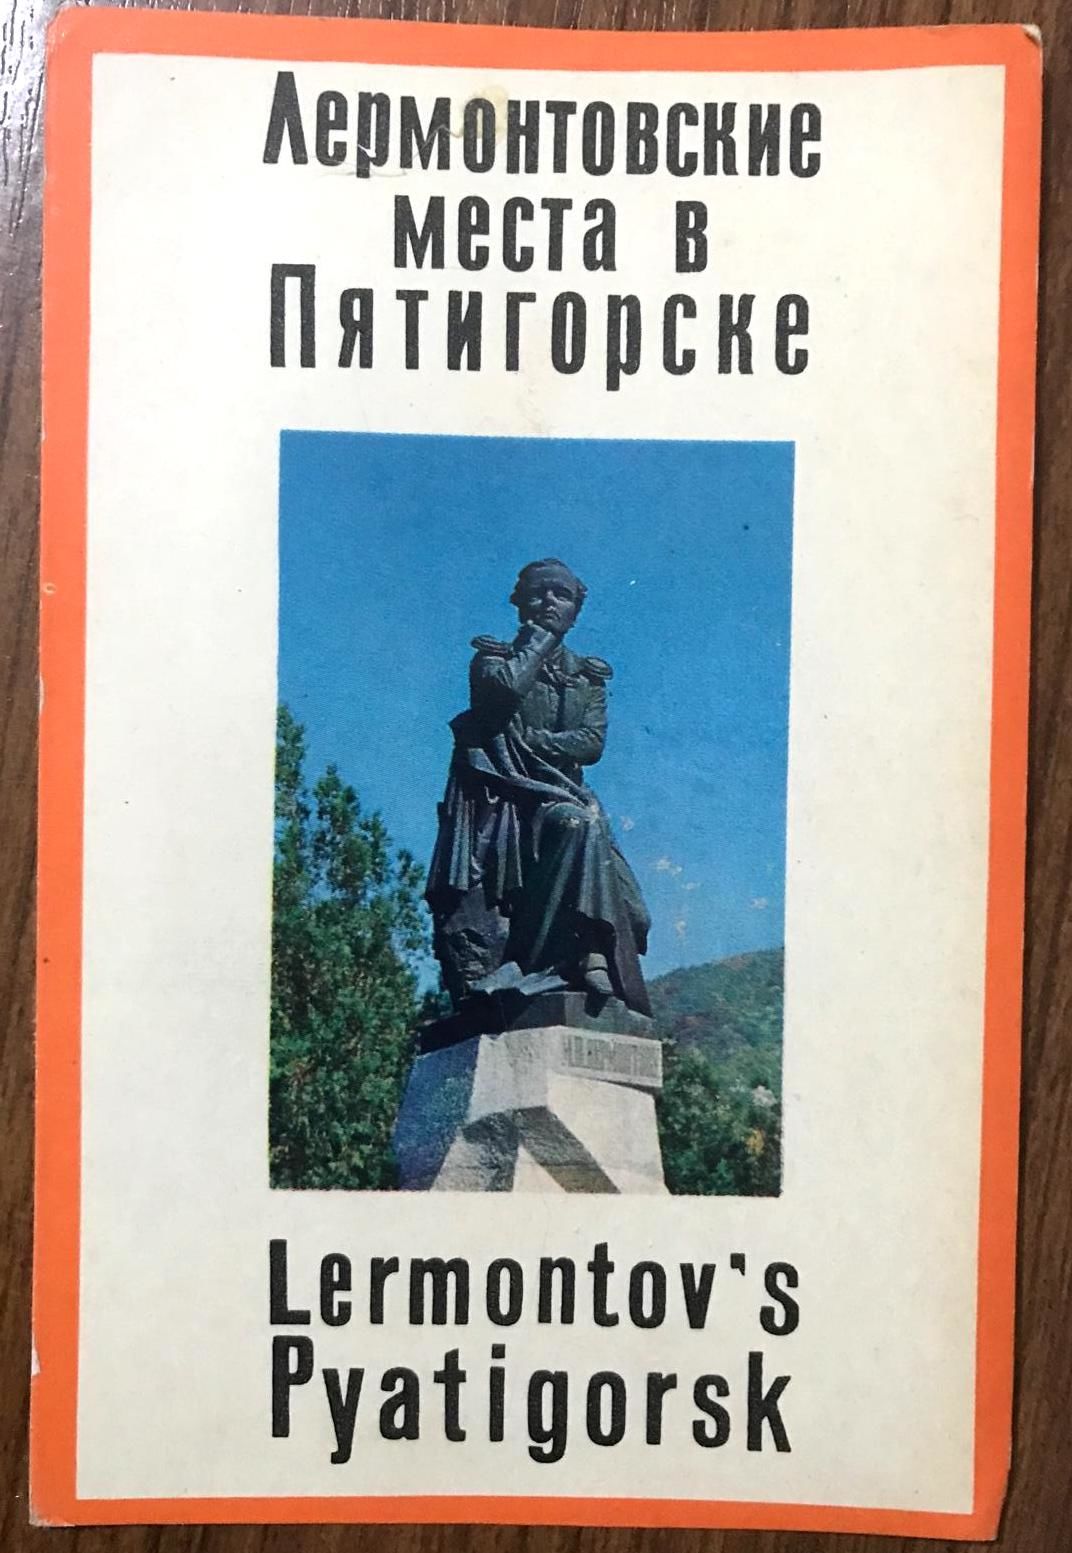 Лермонтовские
места в
Пятигорске
Lermontov's
Pyatigorsk